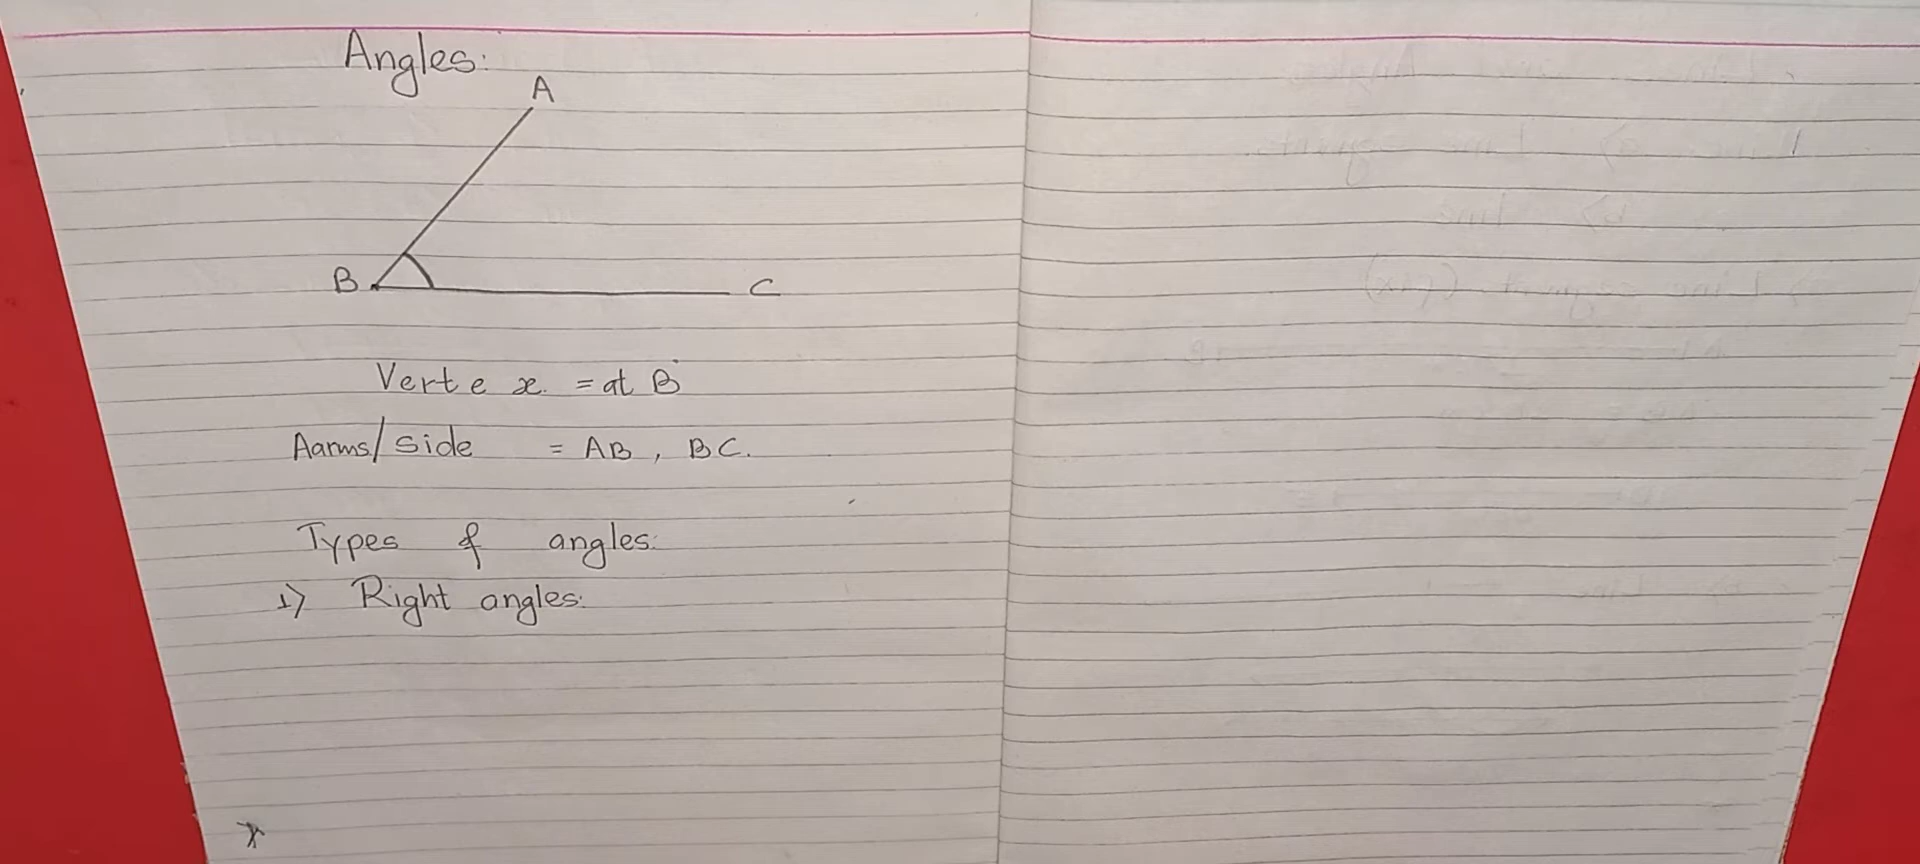 Angles:
A
B
C
Vertex = at B
Aarms/side = AB, BC.
Types of angles:
1) Right angles: